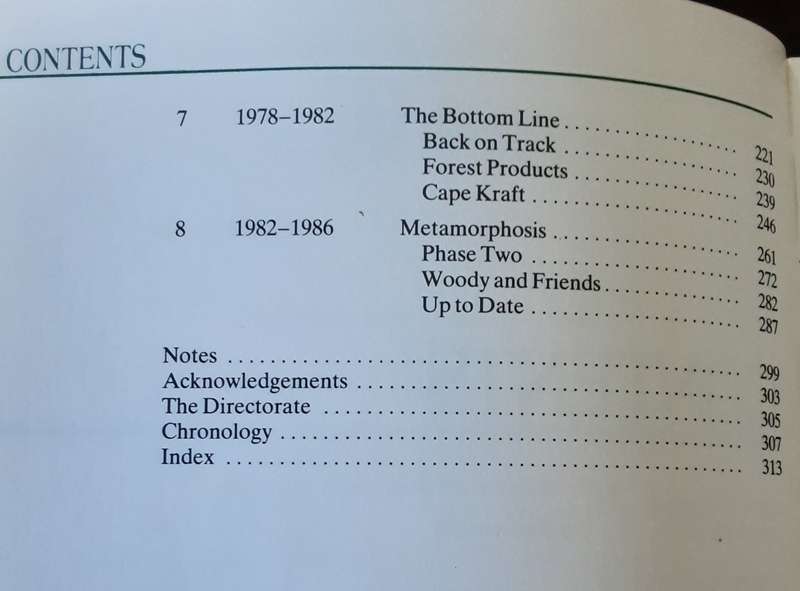 CONTENTS
7 1978–1982 The Bottom Line . . . . . . . . . . . . . . . . . . . . . 221
Back on Track . . . . . . . . . . . . . . . . . . . . . 230
Forest Products . . . . . . . . . . . . . . . . . . . . 239
Cape Kraft . . . . . . . . . . . . . . . . . . . . . . . . 246
8 1982–1986 Metamorphosis . . . . . . . . . . . . . . . . . . . . . . 261
Phase Two . . . . . . . . . . . . . . . . . . . . . . . . 272
Woody and Friends . . . . . . . . . . . . . . . . 282
Up to Date . . . . . . . . . . . . . . . . . . . . . . . . 287
Notes . . . . . . . . . . . . . . . . . . . . . . . . . . . . . . . . . . . . . . . . . . . . . . . . . . . . . . . . . 299
Acknowledgements . . . . . . . . . . . . . . . . . . . . . . . . . . . . . . . . . . . . . . . . . . . 303
The Directorate . . . . . . . . . . . . . . . . . . . . . . . . . . . . . . . . . . . . . . . . . . . . . . 305
Chronology . . . . . . . . . . . . . . . . . . . . . . . . . . . . . . . . . . . . . . . . . . . . . . . . . . . 307
Index . . . . . . . . . . . . . . . . . . . . . . . . . . . . . . . . . . . . . . . . . . . . . . . . . . . . . . . . . 313